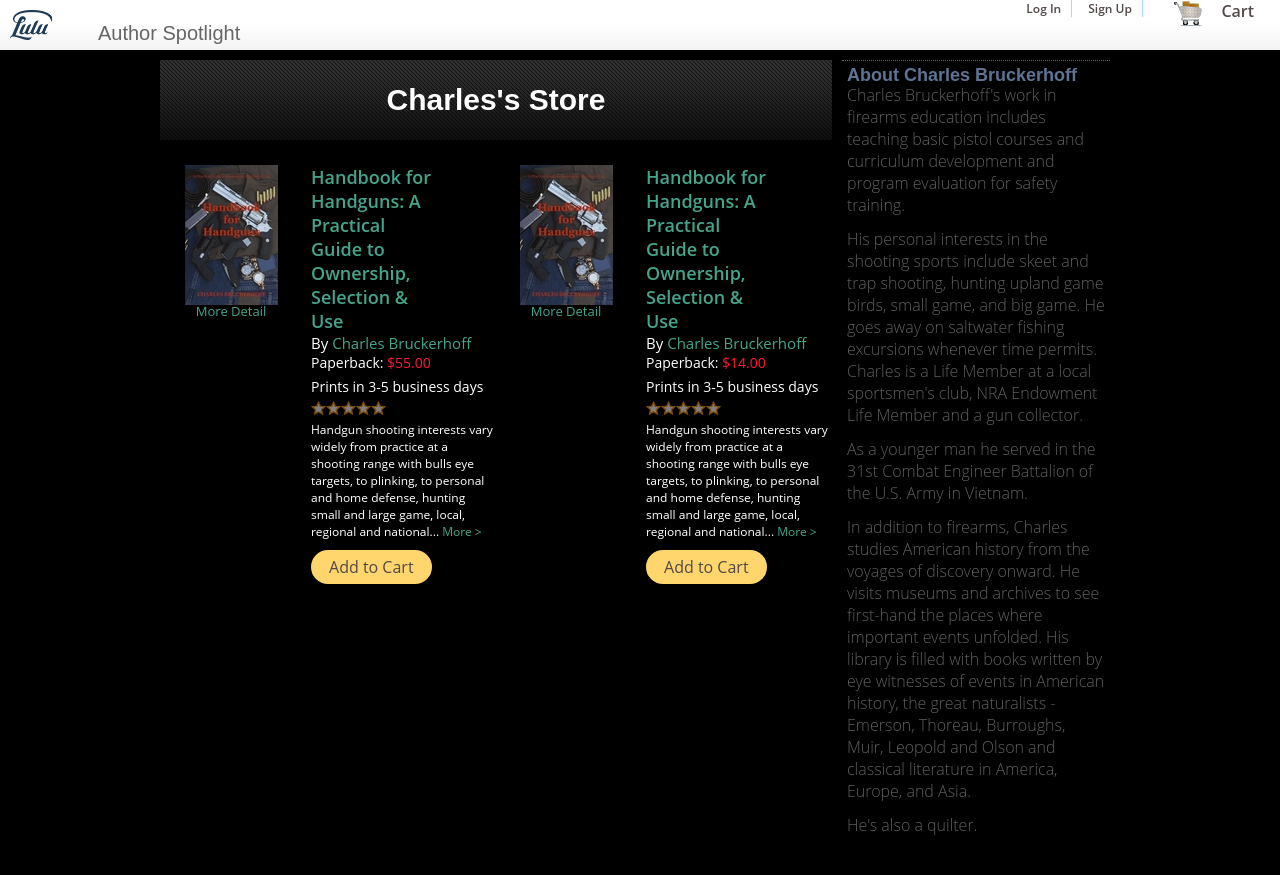 Lulu
Author Spotlight
Log In
Sign Up
Cart
Charles's Store
Handbook
for
Handguns
CHARLES BRUCKERHOFF
More Detail
Handbook for
Handguns: A
Practical
Guide to
Ownership,
Selection &
Use
By Charles Bruckerhoff
Paperback: $55.00
Prints in 3-5 business days
Handgun shooting interests vary
widely from practice at a
shooting range with bulls eye
targets, to plinking, to personal
and home defense, hunting
small and large game, local,
regional and national... More >
Add to Cart
Handbook
for
Handguns
CHARLES BRUCKERHOFF
More Detail
Handbook for
Handguns: A
Practical
Guide to
Ownership,
Selection &
Use
By Charles Bruckerhoff
Paperback: $14.00
Prints in 3-5 business days
Handgun shooting interests vary
widely from practice at a
shooting range with bulls eye
targets, to plinking, to personal
and home defense, hunting
small and large game, local,
regional and national... More >
Add to Cart
About Charles Bruckerhoff
Charles Bruckerhoff's work in
firearms education includes
teaching basic pistol courses and
curriculum development and
program evaluation for safety
training.
His personal interests in the
shooting sports include skeet and
trap shooting, hunting upland game
birds, small game, and big game. He
goes away on saltwater fishing
excursions whenever time permits.
Charles is a Life Member at a local
sportsmen's club, NRA Endowment
Life Member and a gun collector.
As a younger man he served in the
31st Combat Engineer Battalion of
the U.S. Army in Vietnam.
In addition to firearms, Charles
studies American history from the
voyages of discovery onward. He
visits museums and archives to see
first-hand the places where
important events unfolded. His
library is filled with books written by
eye witnesses of events in American
history, the great naturalists -
Emerson, Thoreau, Burroughs,
Muir, Leopold and Olson and
classical literature in America,
Europe, and Asia.
He's also a quilter.